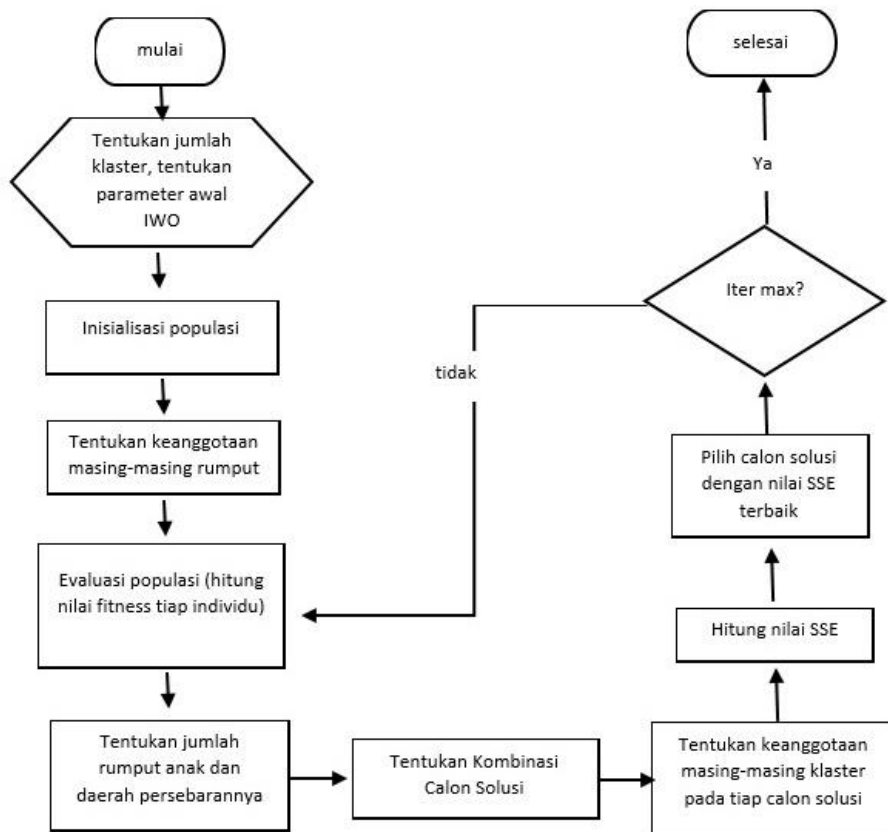 mulai
Tentukan jumlah
klaster, tentukan
parameter awal
IWO
Inisialisasi populasi
Tentukan keanggotaan
masing-masing rumput
Evaluasi populasi (hitung
nilai fitness tiap individu)
Tentukan jumlah
rumput anak dan
daerah persebarannya
Tentukan Kombinasi
Calon Solusi
Tentukan keanggotaan
masing-masing klaster
pada tiap calon solusi
Hitung nilai SSE
Pilih calon solusi
dengan nilai SSE
terbaik
Iter max?
tidak
Ya
selesai